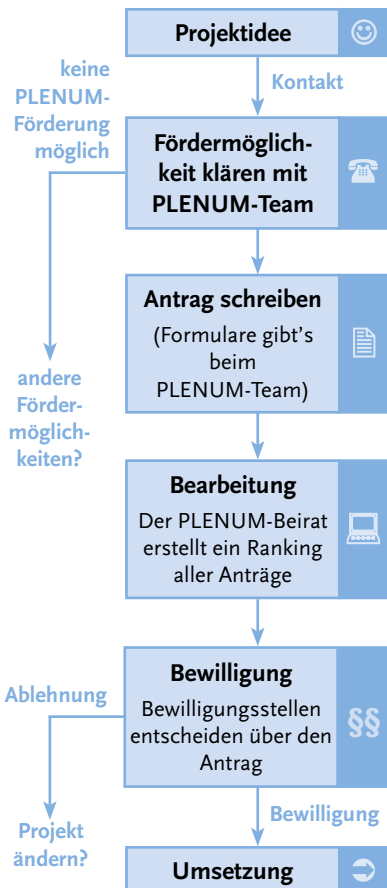 Projektidee
keine
PLENUM-
Förderung
möglich
Kontakt
Fördermöglich-
keit klären mit
PLENUM-Team
Antrag schreiben
(Formulare gibt's
beim
PLENUM-Team)
andere
Förder-
möglich-
keiten?
Bearbeitung
Der PLENUM-Beirat
erstellt ein Ranking
aller Anträge
Bewilligung
Bewilligungsstellen
entscheiden über den
Antrag
§§
Ablehnung
Projekt
ändern?
Bewilligung
Umsetzung